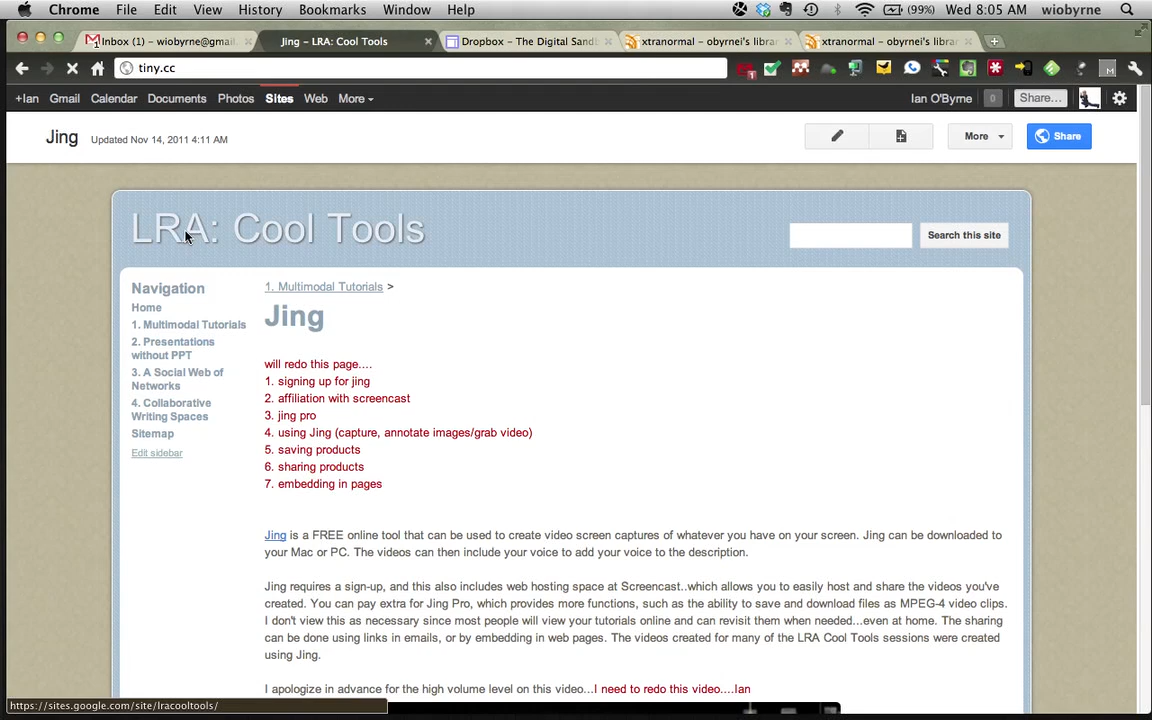 Chrome File Edit View History Bookmarks Window Help (99%) Wed 8:05 AM wiobyrne
Inbox (1) – wiobyrne@gmail. Jing – LRA: Cool Tools Dropbox – The Digital Sandb xtranormal – obyrnei's librar xtranormal – obyrnei's librar
tiny.cc
+Ian Gmail Calendar Documents Photos Sites Web More Ian O'Byrne 0 Share...
Jing Updated Nov 14, 2011 4:11 AM More Share
LRA: Cool Tools
Search this site
Navigation
Home
1. Multimodal Tutorials
2. Presentations
without PPT
3. A Social Web of
Networks
4. Collaborative
Writing Spaces
Sitemap
Edit sidebar
1. Multimodal Tutorials >
Jing
will redo this page....
1. signing up for jing
2. affiliation with screencast
3. jing pro
4. using Jing (capture, annotate images/grab video)
5. saving products
6. sharing products
7. embedding in pages
Jing is a FREE online tool that can be used to create video screen captures of whatever you have on your screen. Jing can be downloaded to
your Mac or PC. The videos can then include your voice to add your voice to the description.
Jing requires a sign-up, and this also includes web hosting space at Screencast..which allows you to easily host and share the videos you've
created. You can pay extra for Jing Pro, which provides more functions, such as the ability to save and download files as MPEG-4 video clips.
I don't view this as necessary since most people will view your tutorials online and can revisit them when needed...even at home. The sharing
can be done using links in emails, or by embedding in web pages. The videos created for many of the LRA Cool Tools sessions were created
using Jing.
I apologize in advance for the high volume level on this video...I need to redo this video....Ian
https://sites.google.com/site/lracooltools/